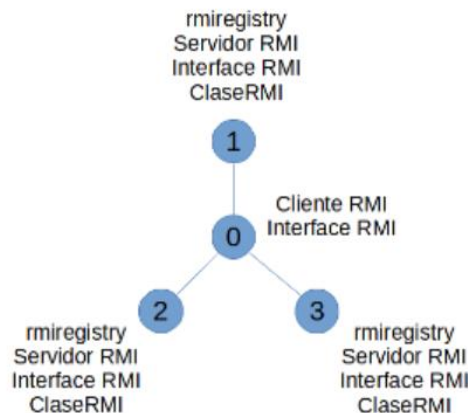 rmiregistry
Servidor RMI
Interface RMI
ClaseRMI
1
Cliente RMI
Interface RMI
0
2
3
rmiregistry
Servidor RMI
Interface RMI
ClaseRMI
rmiregistry
Servidor RMI
Interface RMI
ClaseRMI